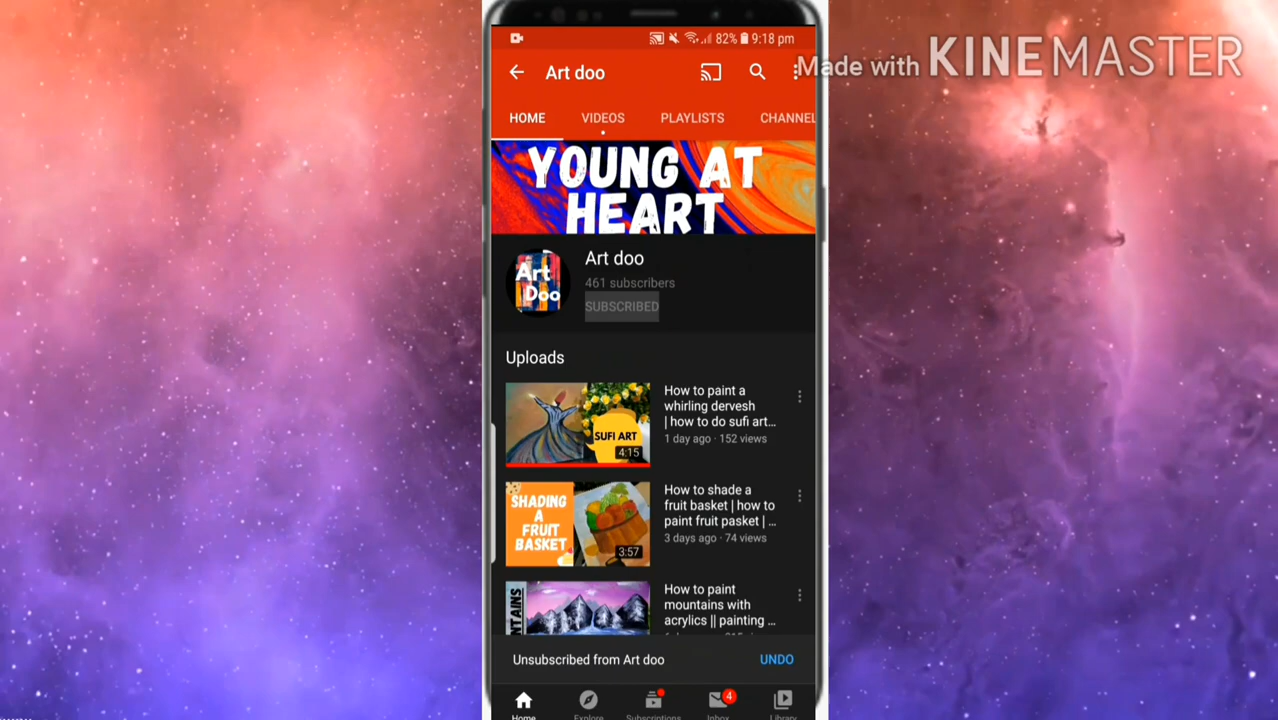 82% 9:18 pm
Art doo
Made with KINEMASTER
HOME VIDEOS PLAYLISTS CHANNEL
YOUNG AT
HEART
Art
Doo
Art doo
461 subscribers
SUBSCRIBED
Uploads
SUFI ART
4:15
How to paint a
whirling dervesh
| how to do sufi art...
1 day ago · 152 views
SHADING
A
FRUIT
BASKET
3:57
How to shade a
fruit basket | how to
paint fruit pasket | ...
3 days ago · 74 views
How to paint
mountains with
acrylics || painting ...
Unsubscribed from Art doo UNDO
4
Home Explore Subscriptions Inbox Library